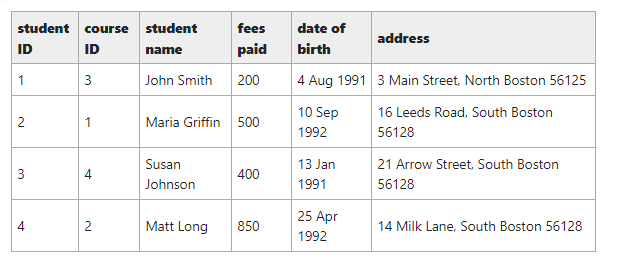 student ID course ID student name fees paid date of birth address
1 3 John Smith 200 4 Aug 1991 3 Main Street, North Boston 56125
2 1 Maria Griffin 500 10 Sep 1992 16 Leeds Road, South Boston 56128
3 4 Susan Johnson 400 13 Jan 1991 21 Arrow Street, South Boston 56128
4 2 Matt Long 850 25 Apr 1992 14 Milk Lane, South Boston 56128